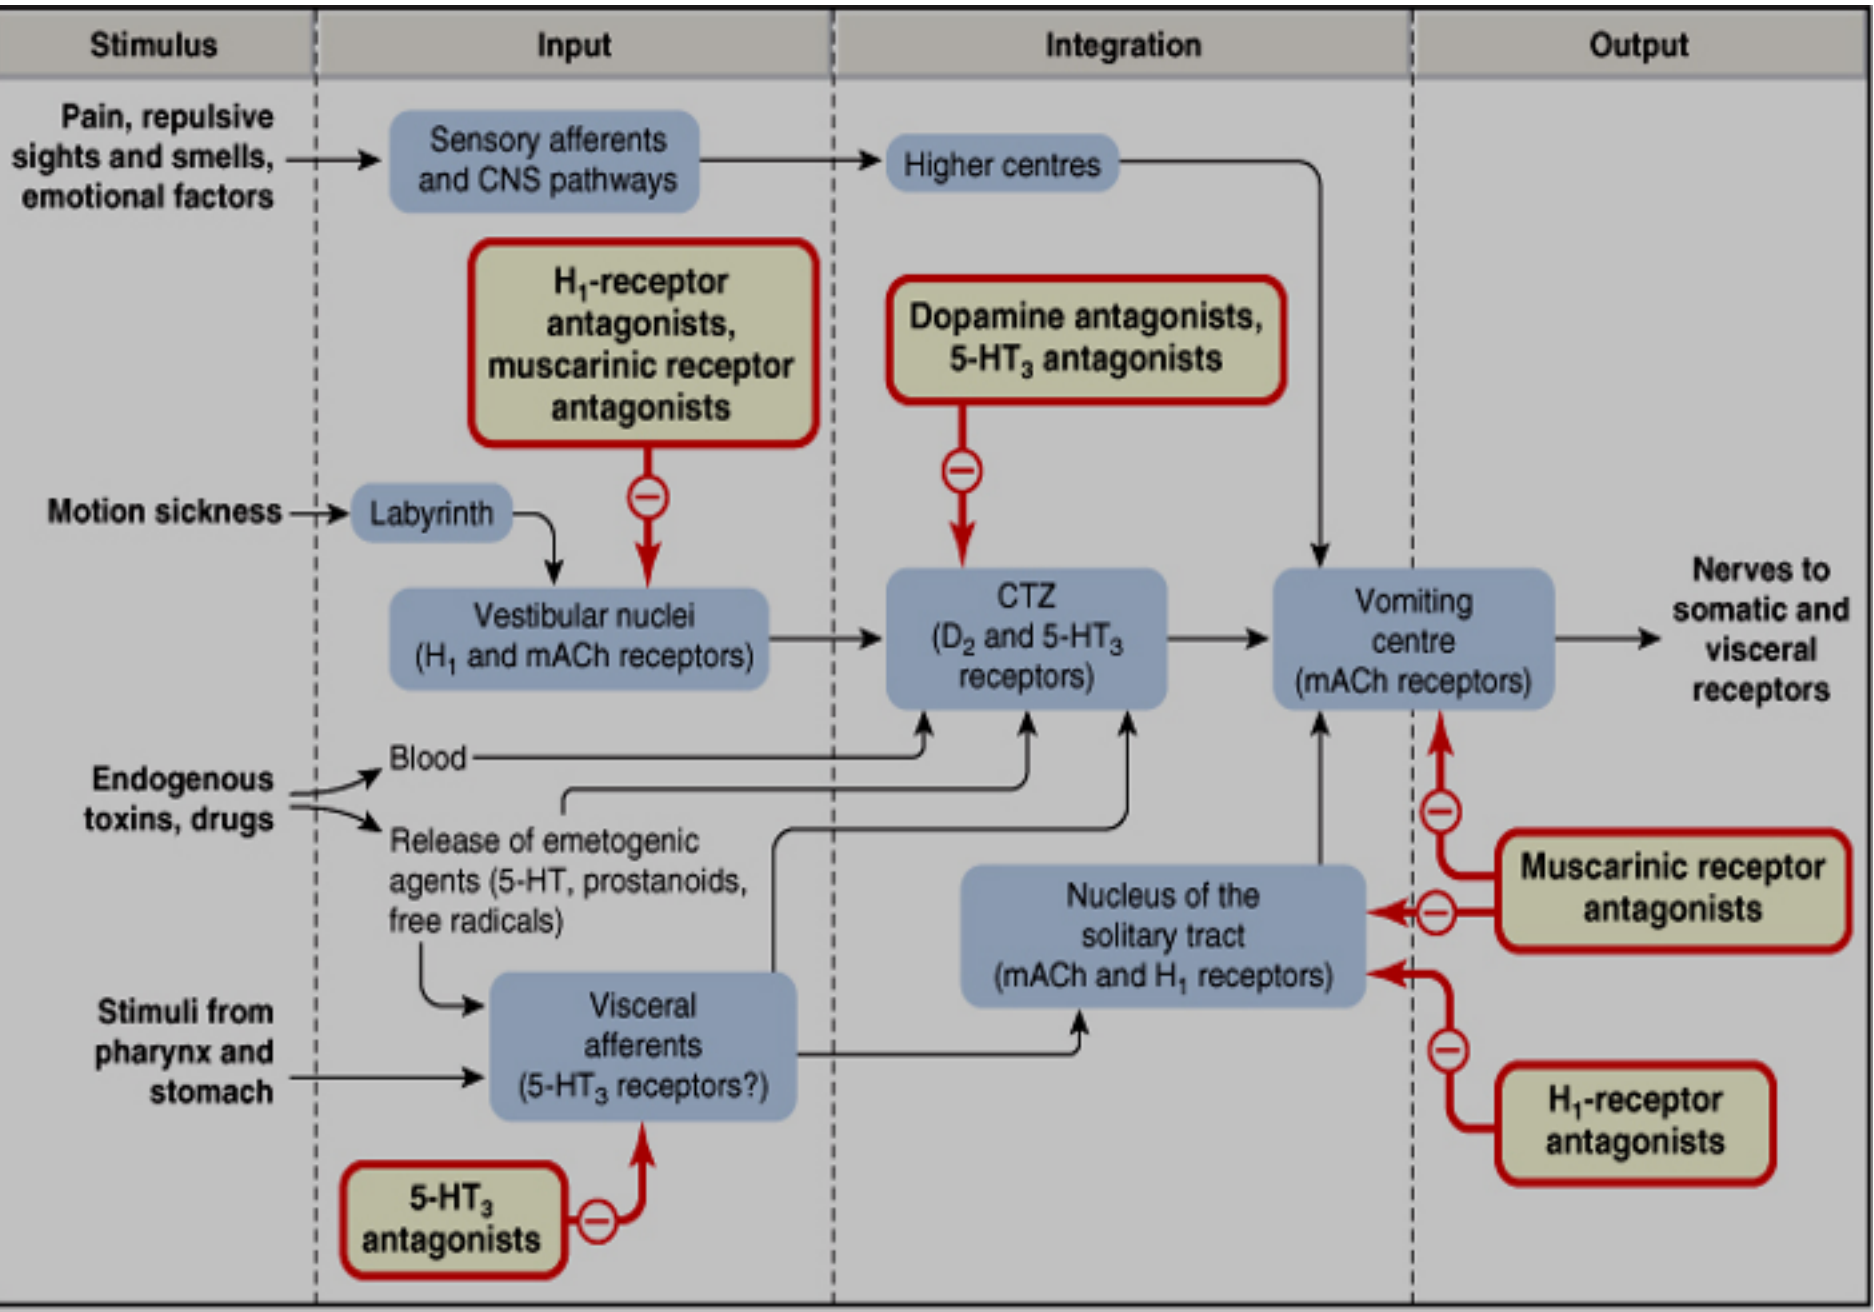 Stimulus
Input
Integration
Output
Pain, repulsive
sights and smells,
emotional factors
Sensory afferents
and CNS pathways
Higher centres
H₁-receptor
antagonists,
muscarinic receptor
antagonists
Dopamine antagonists,
5-HT₃ antagonists
Motion sickness
Labyrinth
Vestibular nuclei
(H₁ and mACh receptors)
CTZ
(D₂ and 5-HT₃
receptors)
Vomiting
centre
(mACh receptors)
Nerves to
somatic and
visceral
receptors
Endogenous
toxins, drugs
Blood
Release of emetogenic
agents (5-HT, prostanoids,
free radicals)
Muscarinic receptor
antagonists
Nucleus of the
solitary tract
(mACh and H₁ receptors)
Stimuli from
pharynx and
stomach
Visceral
afferents
(5-HT₃ receptors?)
H₁-receptor
antagonists
5-HT₃
antagonists